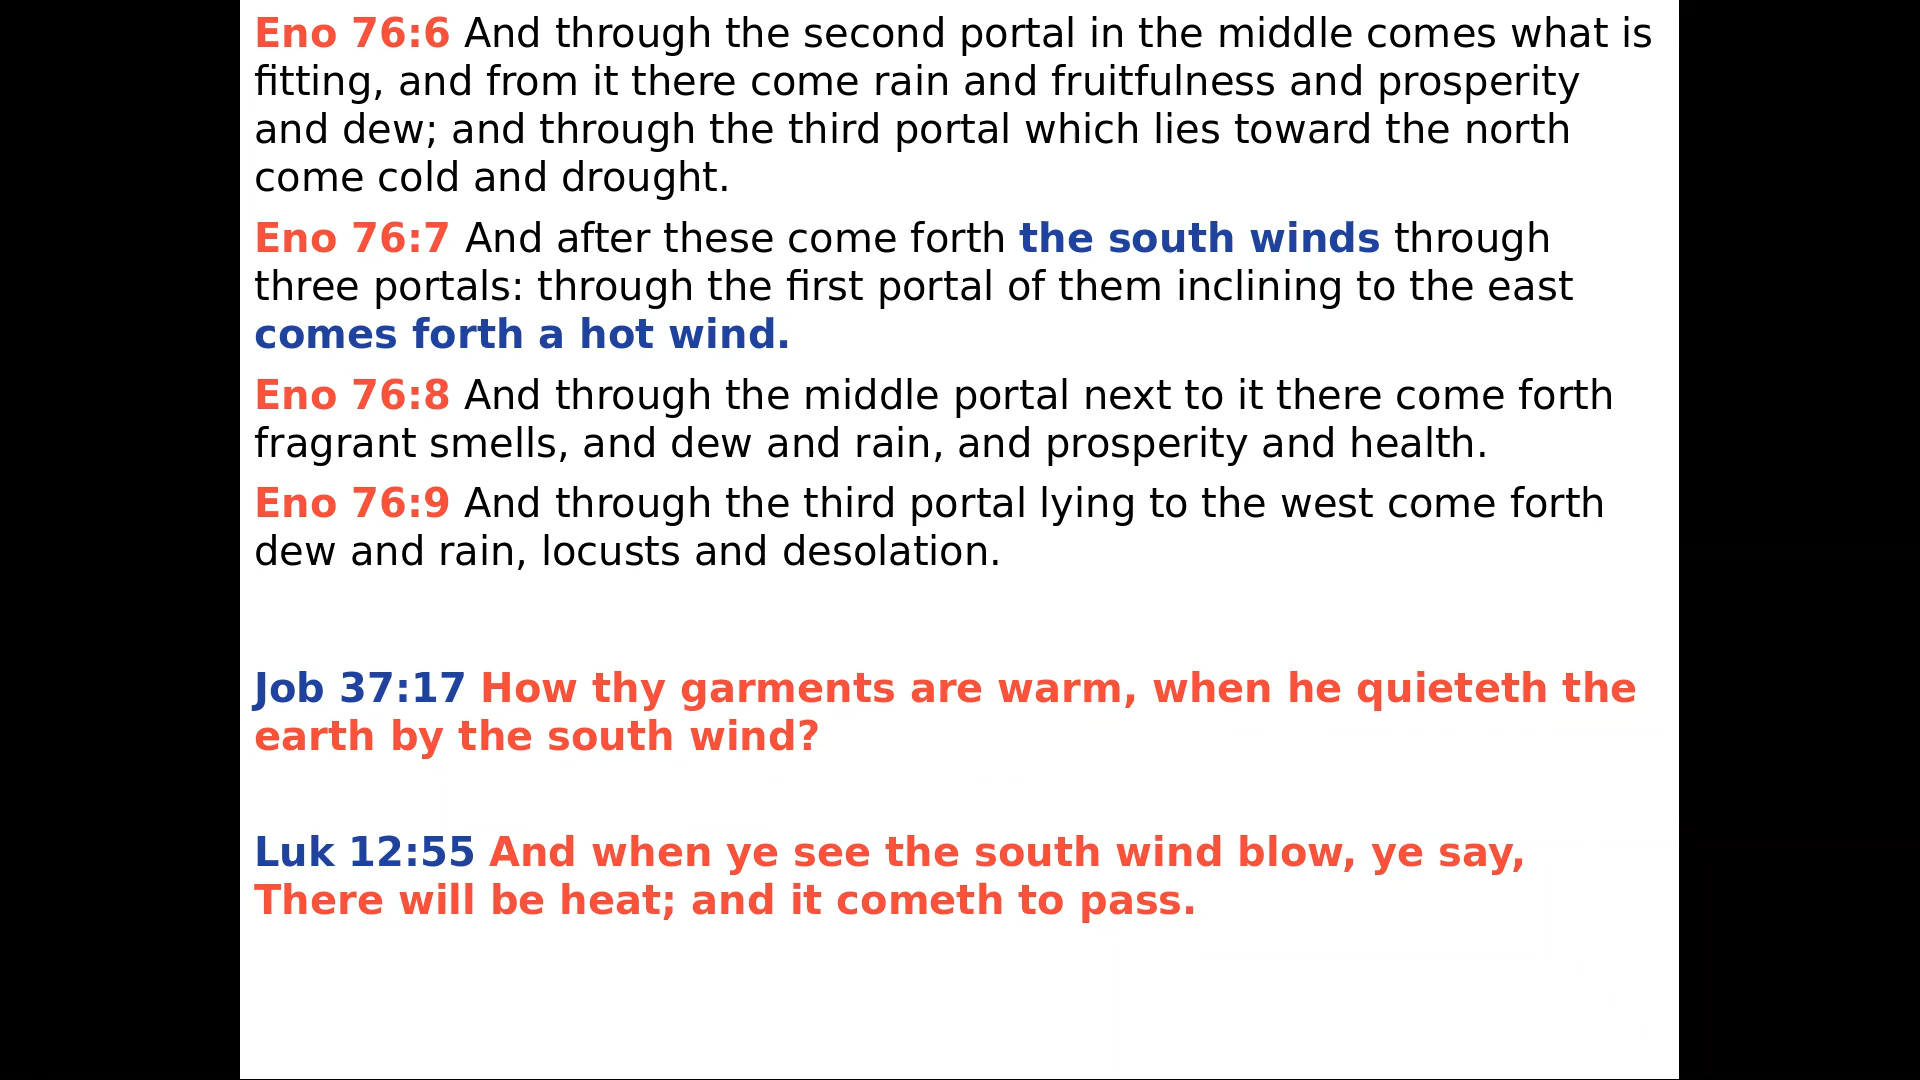 Eno 76:6 And through the second portal in the middle comes what is
fitting, and from it there come rain and fruitfulness and prosperity
and dew; and through the third portal which lies toward the north
come cold and drought.
Eno 76:7 And after these come forth the south winds through
three portals: through the first portal of them inclining to the east
comes forth a hot wind.
Eno 76:8 And through the middle portal next to it there come forth
fragrant smells, and dew and rain, and prosperity and health.
Eno 76:9 And through the third portal lying to the west come forth
dew and rain, locusts and desolation.
Job 37:17 How thy garments are warm, when he quieteth the
earth by the south wind?
Luk 12:55 And when ye see the south wind blow, ye say,
There will be heat; and it cometh to pass.